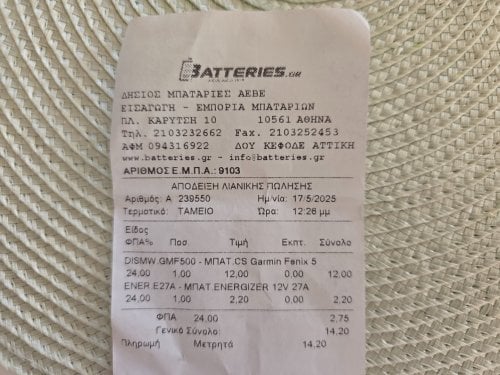 BATTERIES.GR
ΔΗΣΙΟΣ ΜΠΑΤΑΡΙΕΣ ΑΕΒΕ
ΕΙΣΑΓΩΓΗ - ΕΜΠΟΡΙΑ ΜΠΑΤΑΡΙΩΝ
ΠΛ. ΚΑΡΥΤΣΗ 10 10561 ΑΘΗΝΑ
Τηλ. 2103232662 Fax. 2103252453
ΑΦΜ 094316922 ΔΟΥ ΚΕΦΟΔΕ ΑΤΤΙΚΗ
www.batteries.gr - info@batteries.gr
ΑΡΙΘΜΟΣ Ε.Μ.Π.Α.: 9103
ΑΠΟΔΕΙΞΗ ΛΙΑΝΙΚΗΣ ΠΩΛΗΣΗΣ
Αριθμός: Α 239550 Ημ/νία: 17/5/2025
Τερματικό: ΤΑΜΕΙΟ Ώρα: 12:26 μμ
Είδος
ΦΠΑ% Ποσ. Τιμή Εκπτ. Σύνολο
DISMW.GMF500 - ΜΠΑΤ.CS Garmin Fenix 5
24,00 1.00 12,00 0.00 12,00
ENER.E27A - ΜΠΑΤ.ENERGIZER 12V 27A
24,00 1.00 2,20 0.00 2,20
ΦΠΑ 24,00 2,75
Γενικό Σύνολο: 14,20
Πληρωμή Μετρητά 14,20